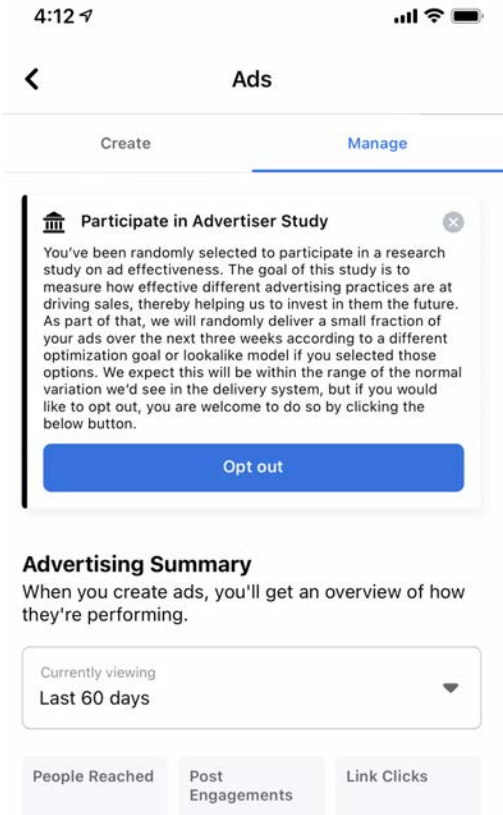 4:12
Ads
Create
Manage
Participate in Advertiser Study
You've been randomly selected to participate in a research
study on ad effectiveness. The goal of this study is to
measure how effective different advertising practices are at
driving sales, thereby helping us to invest in them the future.
As part of that, we will randomly deliver a small fraction of
your ads over the next three weeks according to a different
optimization goal or lookalike model if you selected those
options. We expect this will be within the range of the normal
variation we'd see in the delivery system, but if you would
like to opt out, you are welcome to do so by clicking the
below button.
Opt out
Advertising Summary
When you create ads, you'll get an overview of how
they're performing.
Currently viewing
Last 60 days
People Reached
Post
Engagements
Link Clicks